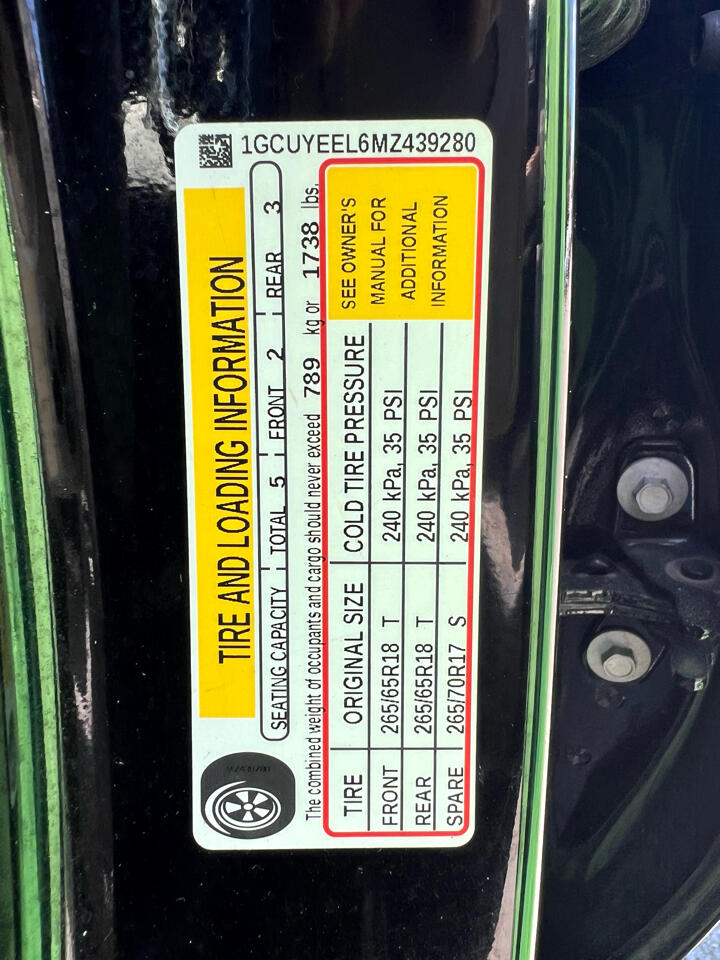 1GCUYEEL6MZ439280
TIRE AND LOADING INFORMATION
SEATING CAPACITY TOTAL 5 FRONT 2 REAR 3
The combined weight of occupants and cargo should never exceed 789 kg or 1738 lbs.
TIRE ORIGINAL SIZE COLD TIRE PRESSURE
FRONT 265/65R18 T 240 kPa, 35 PSI
REAR 265/65R18 T 240 kPa, 35 PSI
SPARE 265/70R17 S 240 kPa, 35 PSI
SEE OWNER'S
MANUAL FOR
ADDITIONAL
INFORMATION